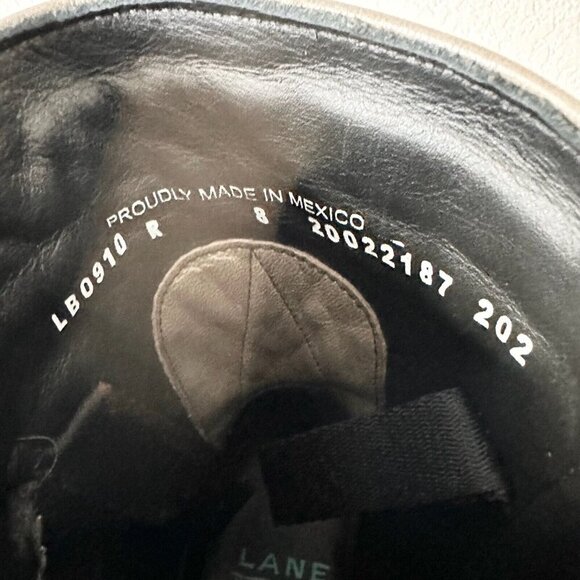 PROUDLY MADE IN MEXICO
LB0910 R 8 20022187 202
LANE